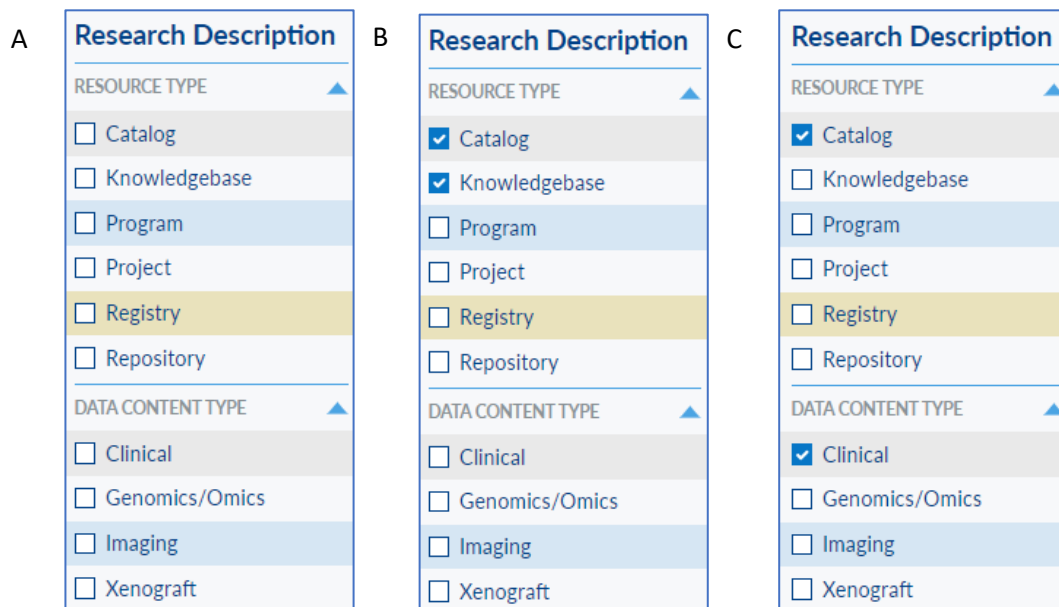 A
Research Description
RESOURCE TYPE
Catalog
Knowledgebase
Program
Project
Registry
Repository
DATA CONTENT TYPE
Clinical
Genomics/Omics
Imaging
Xenograft
B
Research Description
RESOURCE TYPE
Catalog
Knowledgebase
Program
Project
Registry
Repository
DATA CONTENT TYPE
Clinical
Genomics/Omics
Imaging
Xenograft
C
Research Description
RESOURCE TYPE
Catalog
Knowledgebase
Program
Project
Registry
Repository
DATA CONTENT TYPE
Clinical
Genomics/Omics
Imaging
Xenograft